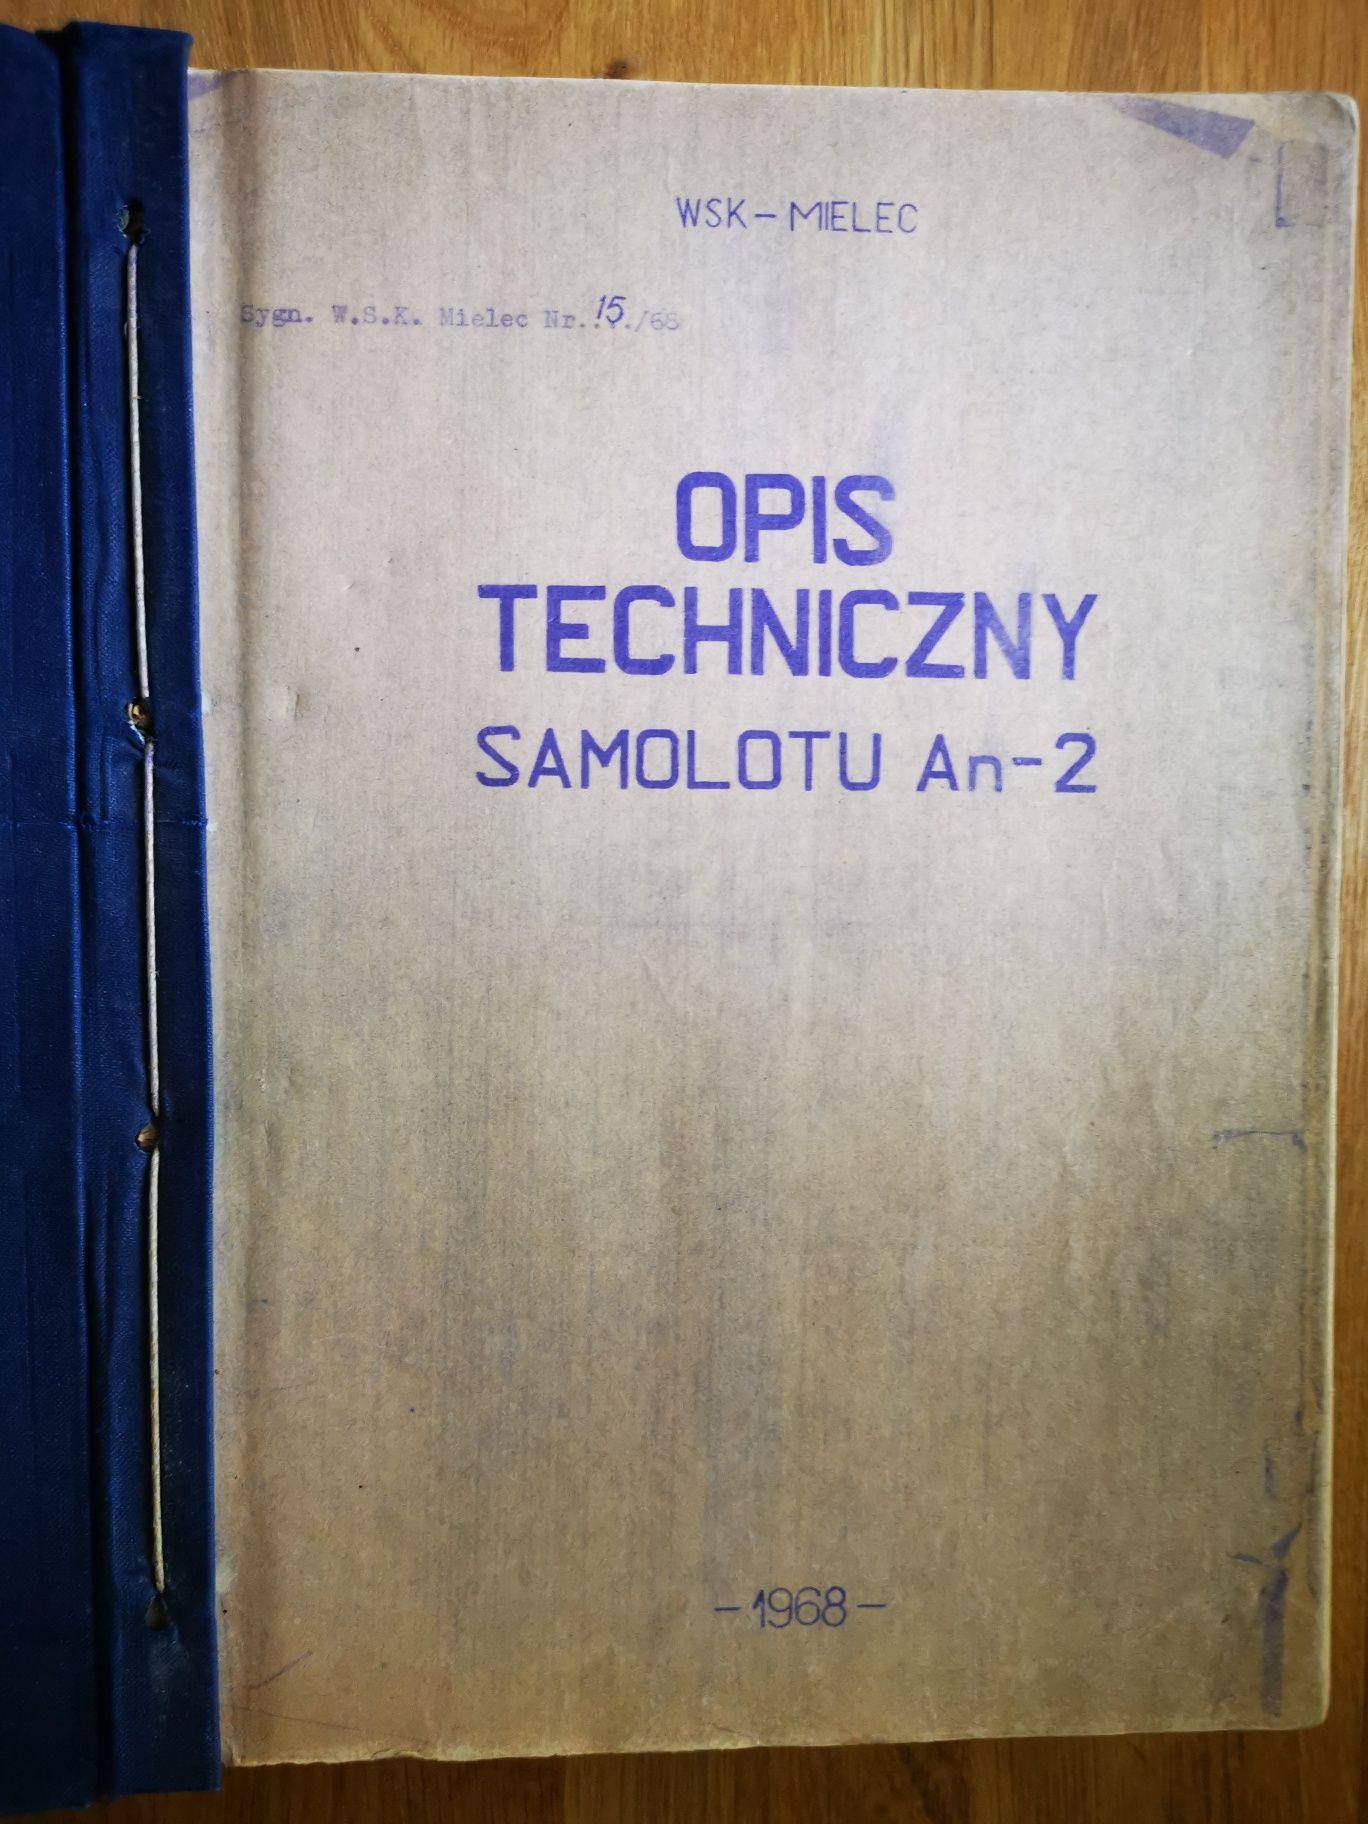 WSK - MIELEC
Sygn. W.S.K. Mielec Nr. 15 /68
OPIS
TECHNICZNY
SAMOLOTU An-2
- 1968 -